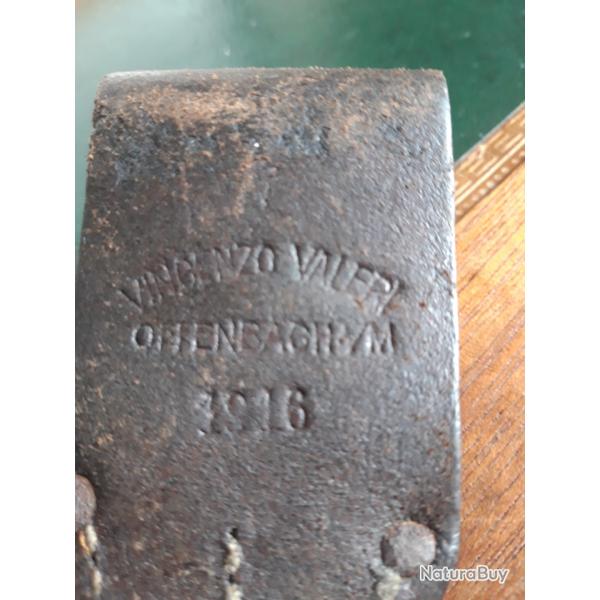 VINCENZO VALERI
OFFENBACH a/M
1916
NaturaBuy